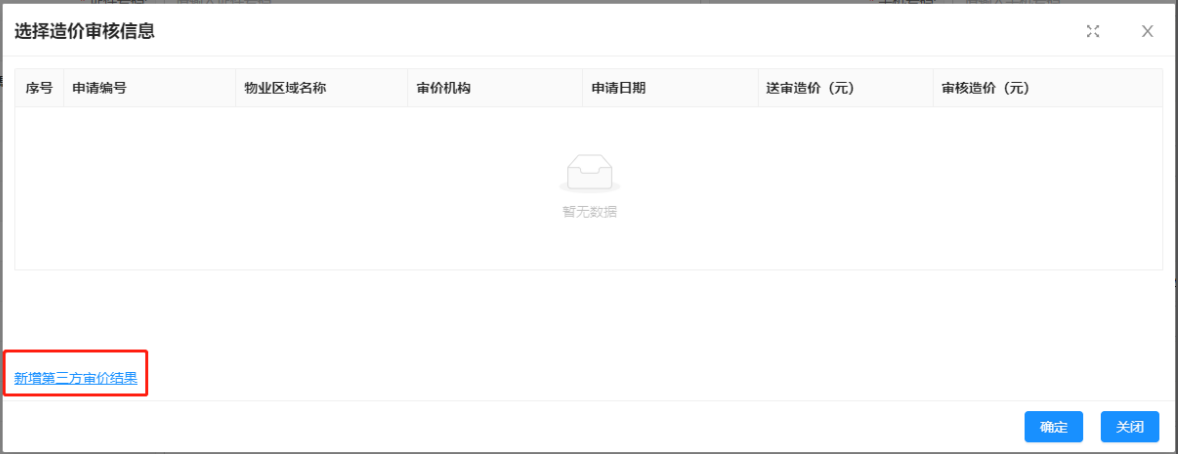 选择造价审核信息
序号 申请编号 物业区域名称 审价机构 申请日期 送审造价（元） 审核造价（元）
暂无数据
新增第三方审价结果
确定 关闭